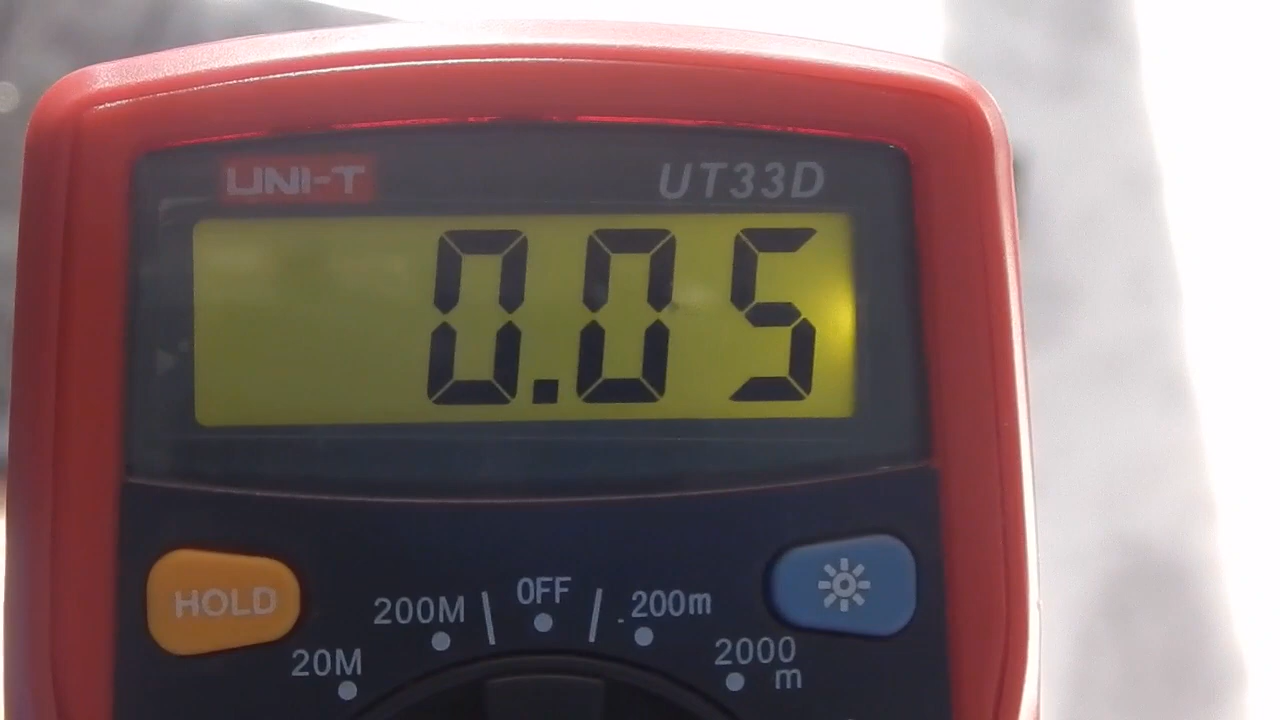 UNI-T UT33D
0.05
HOLD
200M OFF 200m
20M 2000
m